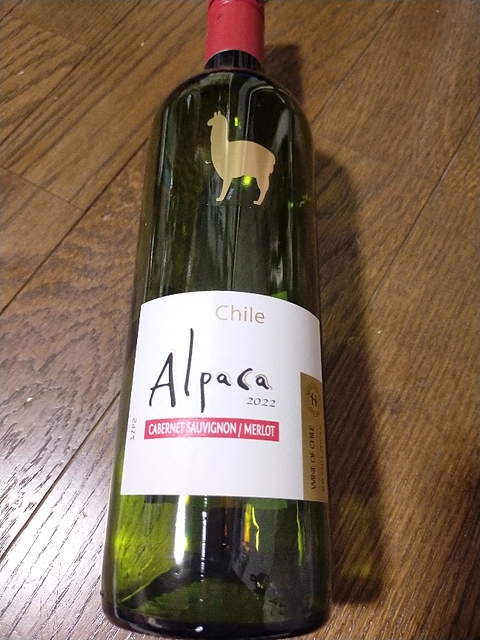 Chile
Alpaca
2022
CABERNET SAUVIGNON / MERLOT
WINE OF CHILE